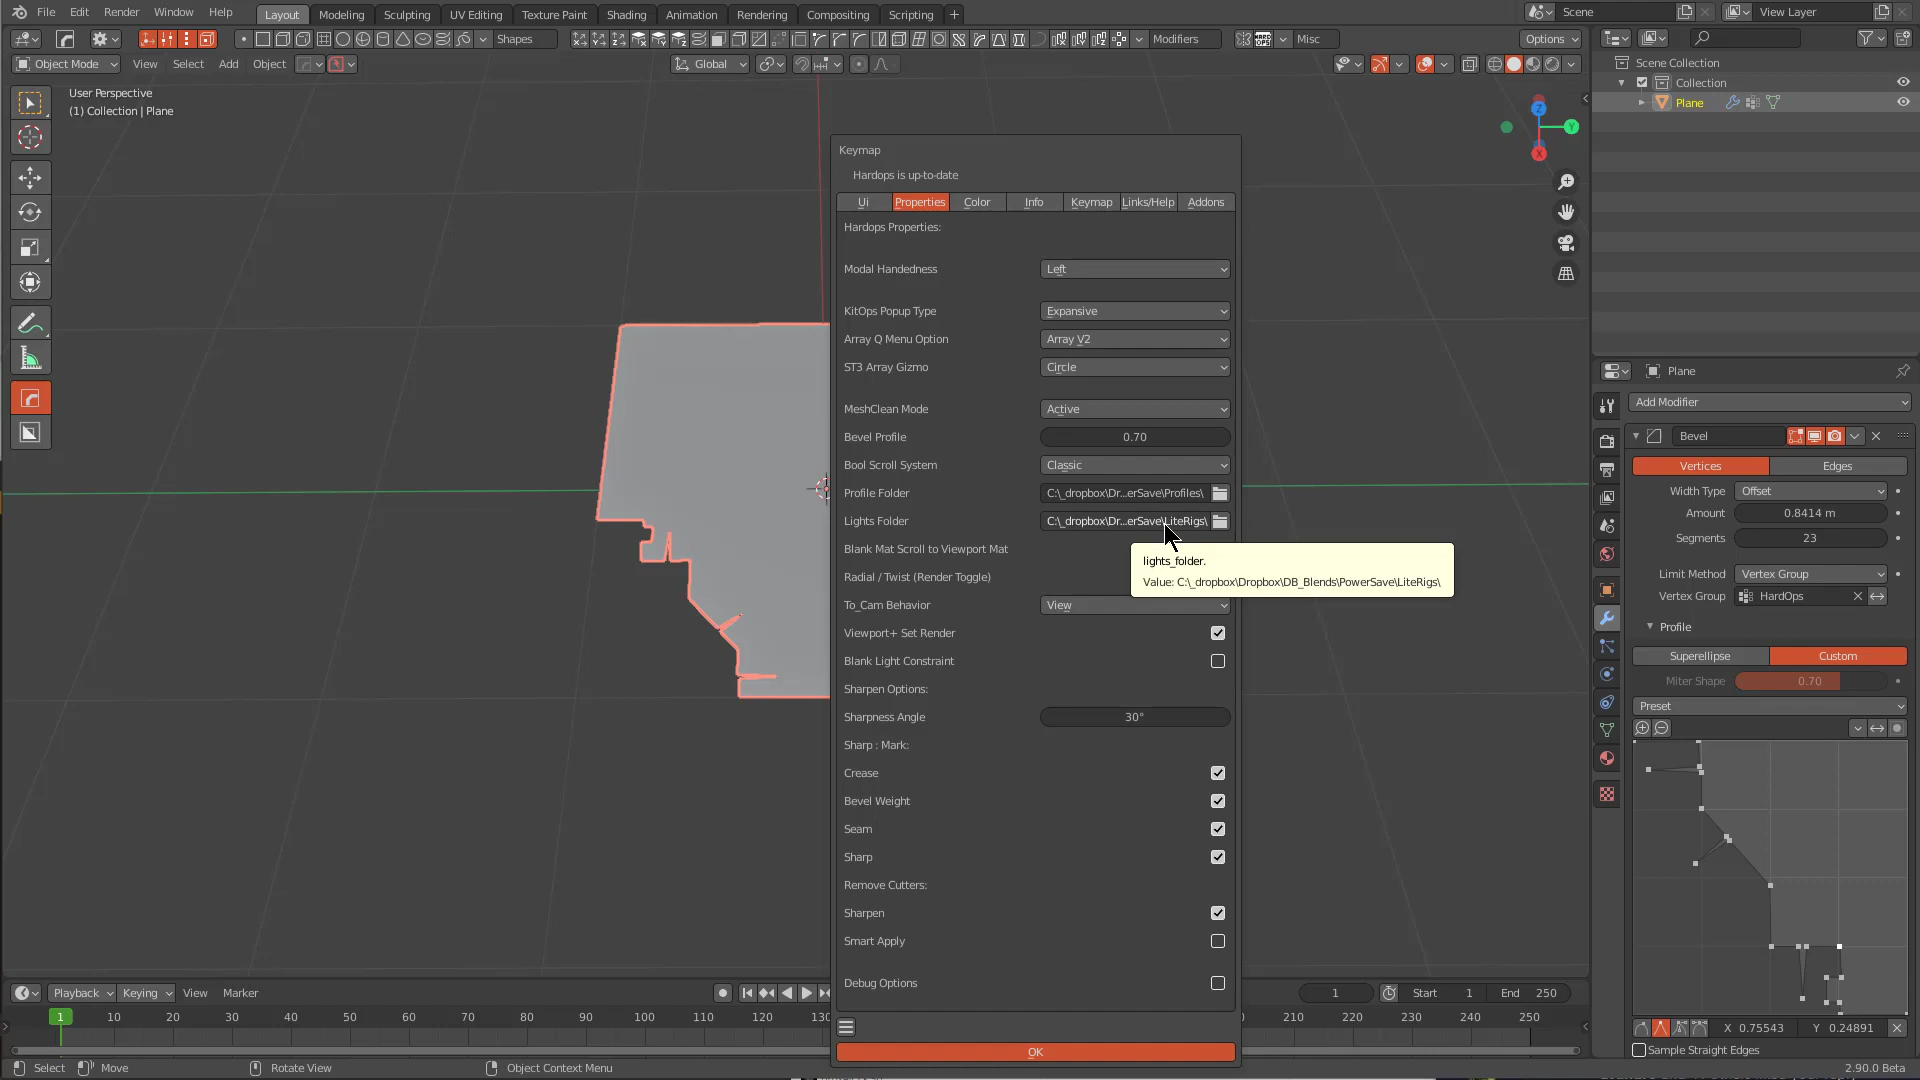 File Edit Render Window Help Layout Modeling Sculpting UV Editing Texture Paint Shading Animation Rendering Compositing Scripting + Scene View Layer
Shapes Modifiers Misc Options
Object Mode View Select Add Object Global
User Perspective
(1) Collection | Plane
Z
Y
X
Scene Collection
Collection
Plane
Keymap
Hardops is up-to-date
Ui Properties Color Info Keymap Links/Help Addons
Hardops Properties:
Modal Handedness Left
KitOps Popup Type Expansive
Array Q Menu Option Array V2
ST3 Array Gizmo Circle
MeshClean Mode Active
Bevel Profile 0.70
Bool Scroll System Classic
Profile Folder C:\_dropbox\Dr...erSave\Profiles\
Lights Folder C:\_dropbox\Dr...erSave\LiteRigs\
Blank Mat Scroll to Viewport Mat
Radial / Twist (Render Toggle)
lights_folder.
Value: C:\_dropbox\Dropbox\DB_Blends\PowerSave\LiteRigs\
To_Cam Behavior View
Viewport+ Set Render
Blank Light Constraint
Sharpen Options:
Sharpness Angle 30°
Sharp : Mark:
Crease
Bevel Weight
Seam
Sharp
Remove Cutters:
Sharpen
Smart Apply
Debug Options
OK
Plane
Add Modifier
Bevel
Vertices Edges
Width Type Offset
Amount 0.8414 m
Segments 23
Limit Method Vertex Group
Vertex Group HardOps
Profile
Superellipse Custom
Miter Shape 0.70
Preset
X 0.75543 Y 0.24891
Sample Straight Edges
Playback Keying View Marker 1 Start 1 End 250
1 10 20 30 40 50 60 70 80 90 100 110 120 210 220 230 240 250
Select Move Rotate View Object Context Menu 2.90.0 Beta